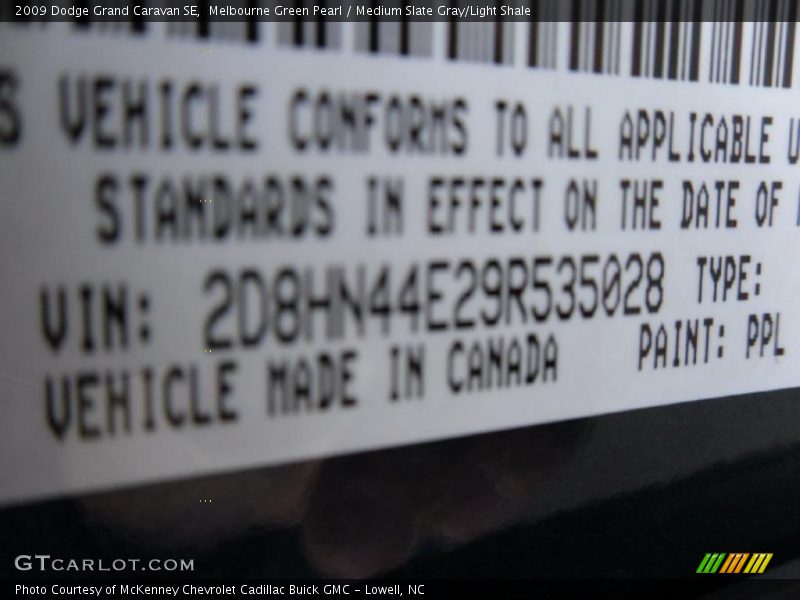 2009 Dodge Grand Caravan SE, Melbourne Green Pearl / Medium Slate Gray/Light Shale
S VEHICLE CONFORMS TO ALL APPLICABLE U
STANDARDS IN EFFECT ON THE DATE OF
VIN: 2D8HN44E29R535028 TYPE:
VEHICLE MADE IN CANADA PAINT: PPL
GTCARLOT.COM
Photo Courtesy of McKenney Chevrolet Cadillac Buick GMC - Lowell, NC